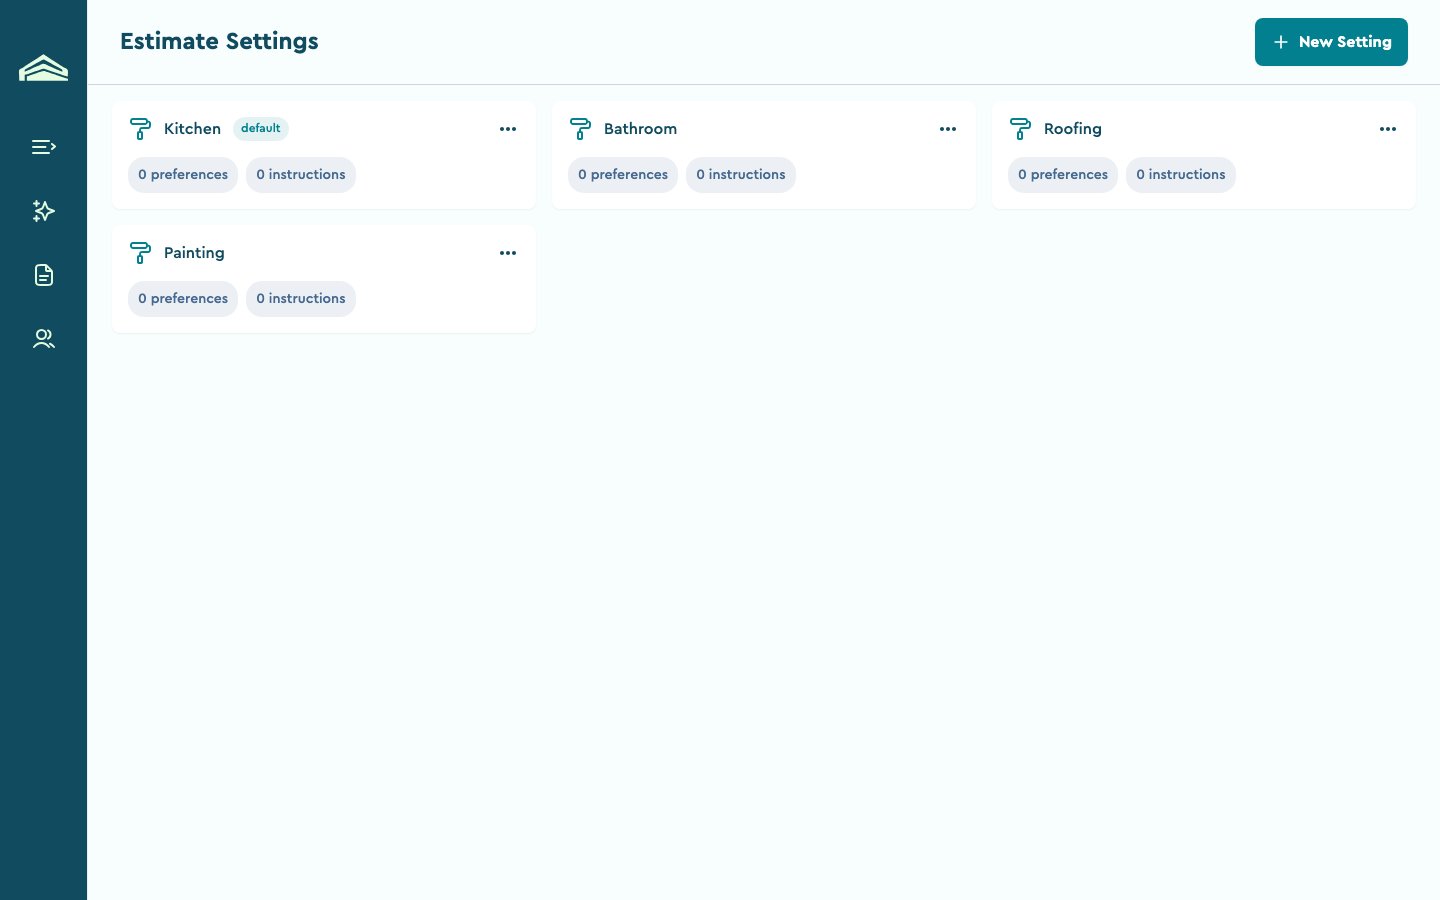 Estimate Settings
New Setting
Kitchen default
0 preferences 0 instructions
Bathroom
0 preferences 0 instructions
Roofing
0 preferences 0 instructions
Painting
0 preferences 0 instructions